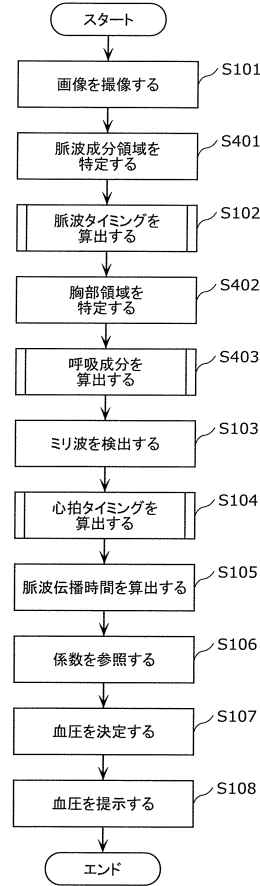 スタート
S101
画像を撮像する
S401
脈波成分領域を
特定する
S102
脈波タイミングを
算出する
S402
胸部領域を
特定する
S403
呼吸成分を
算出する
S103
ミリ波を検出する
S104
心拍タイミングを
算出する
S105
脈波伝播時間を算出する
S106
係数を参照する
S107
血圧を決定する
S108
血圧を提示する
エンド